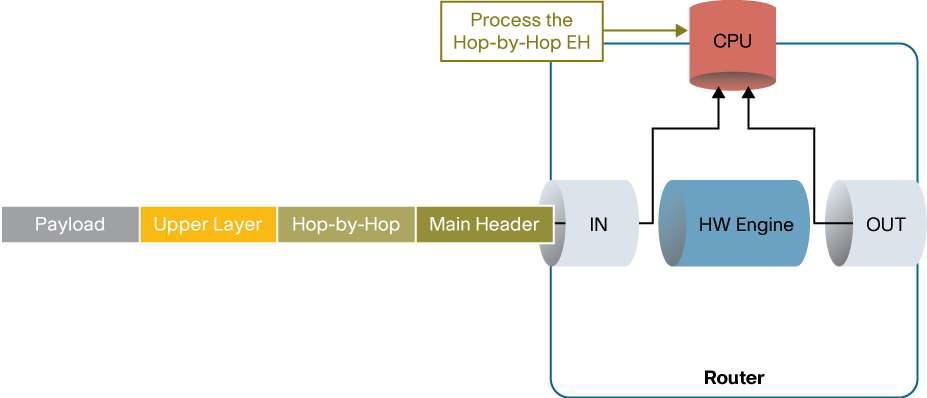 Process the
Hop-by-Hop EH
CPU
Payload
Upper Layer
Hop-by-Hop
Main Header
IN
HW Engine
OUT
Router